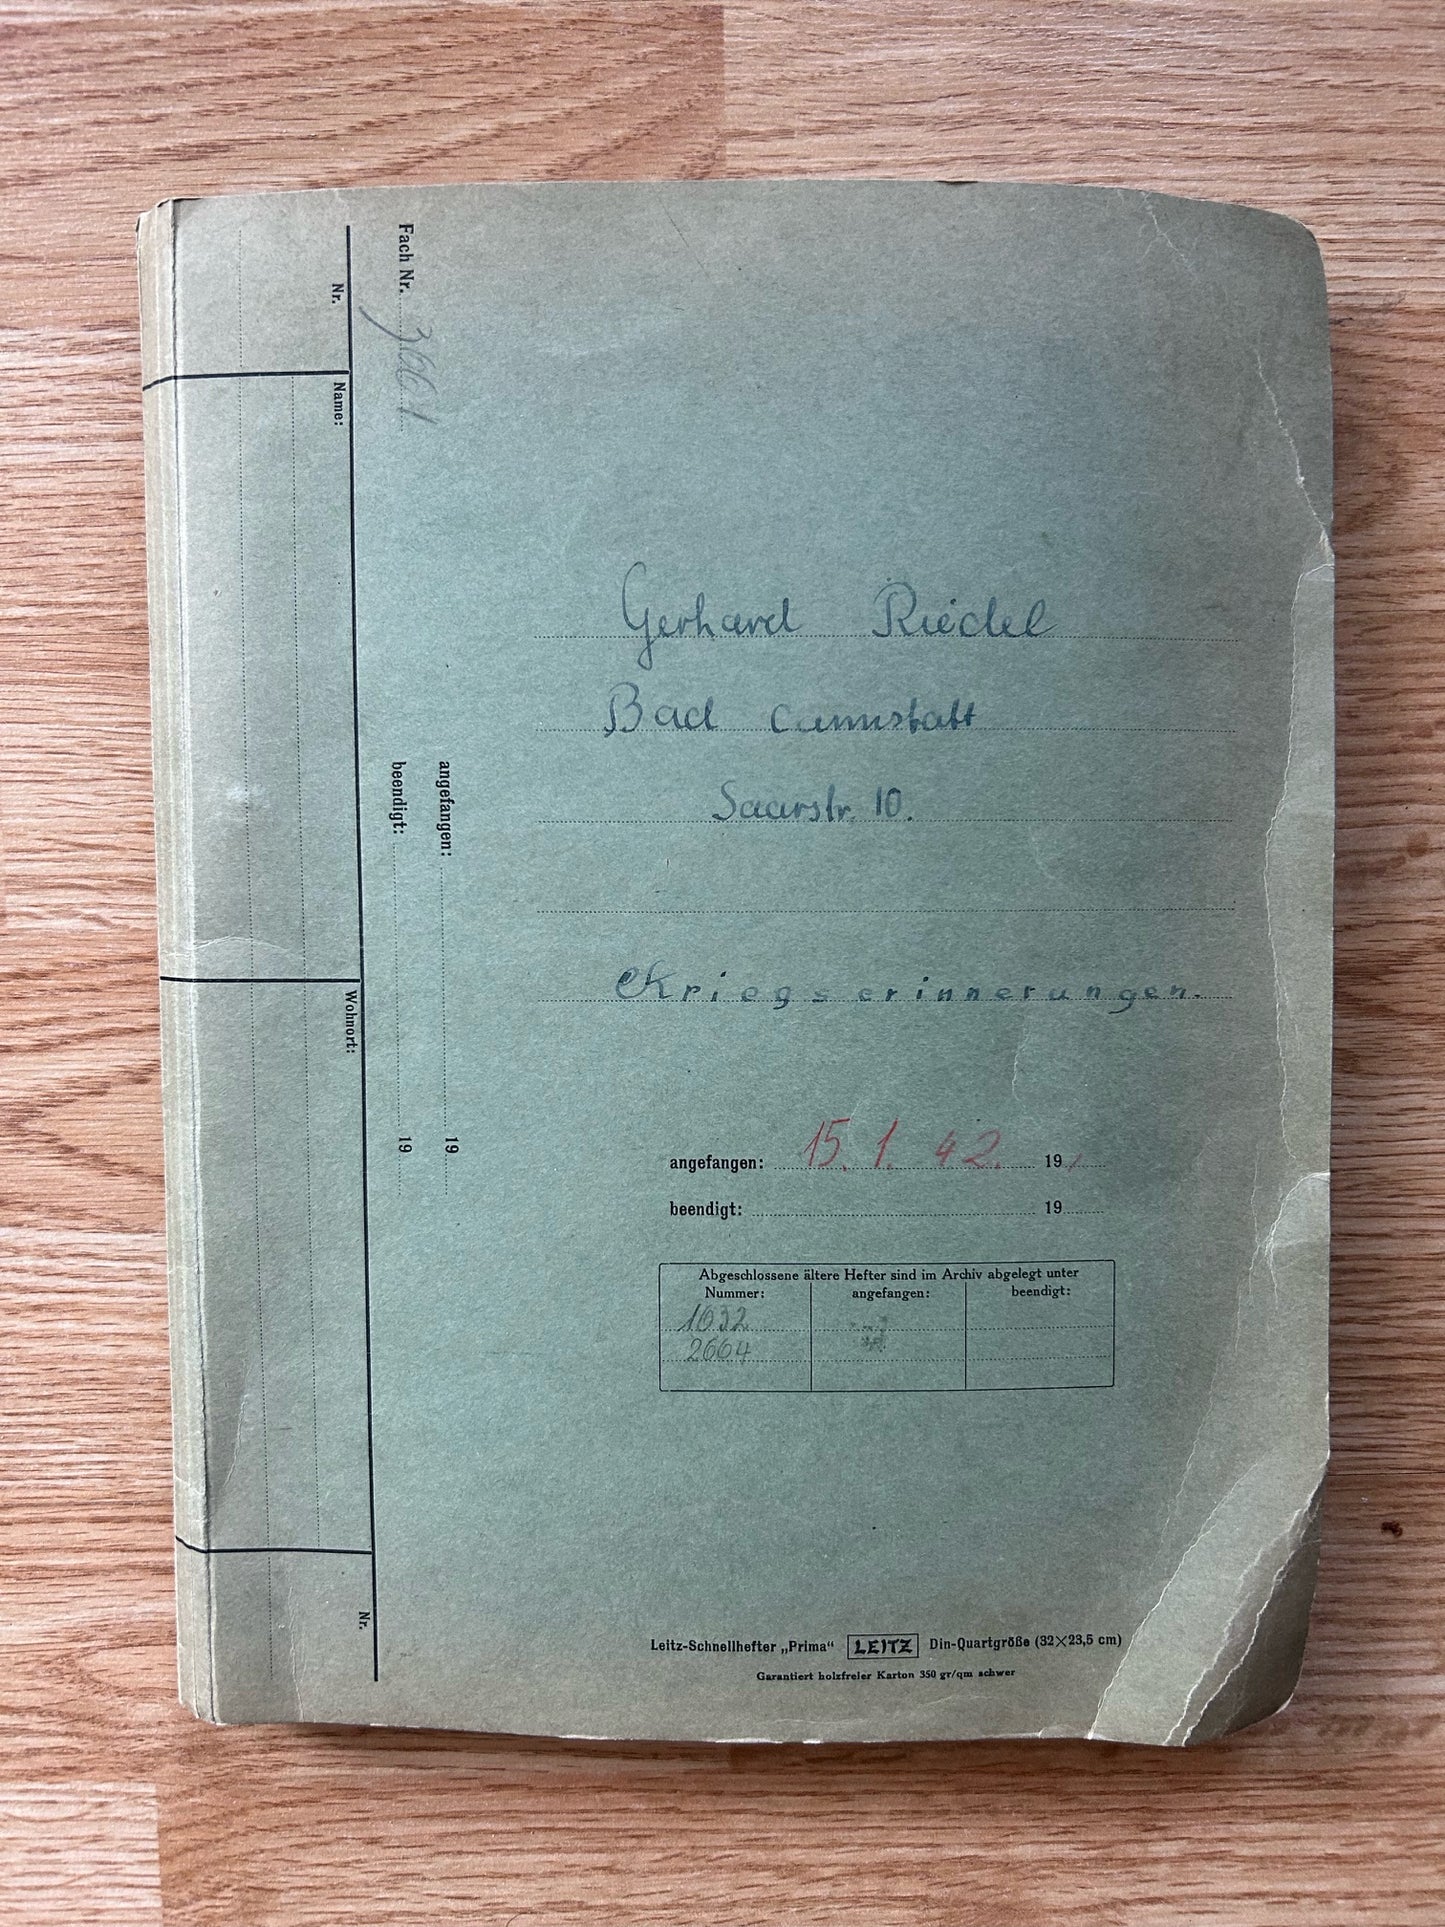 Fach Nr. 3661
Nr.
Name:
Wohnort:
Nr.
angefangen: 19
beendigt: 19
Gerhard Riedel
Bad Cannstatt
Saarstr. 10.
Kriegserinnerungen.
angefangen: 15. 1. 42. 19
beendigt: 19
Abgeschlossene ältere Hefter sind im Archiv abgelegt unter
Nummer: angefangen: beendigt:
1632
2664
Leitz-Schnellhefter „Prima“ LEITZ Din-Quartgröße (32×23,5 cm)
Garantiert holzfreier Karton 350 gr/qm schwer